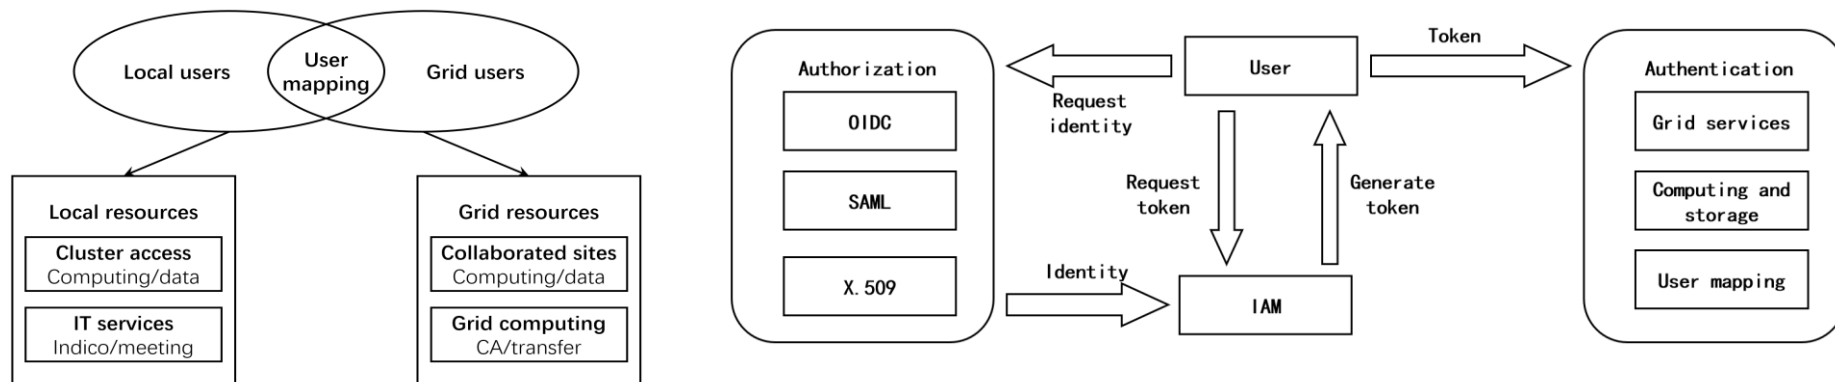 Local users
User
mapping
Grid users
Local resources
Cluster access
Computing/data
IT services
Indico/meeting
Grid resources
Collaborated sites
Computing/data
Grid computing
CA/transfer
Authorization
OIDC
SAML
X.509
Request
identity
User
Token
Request
token
Generate
token
Identity
IAM
Authentication
Grid services
Computing and
storage
User mapping